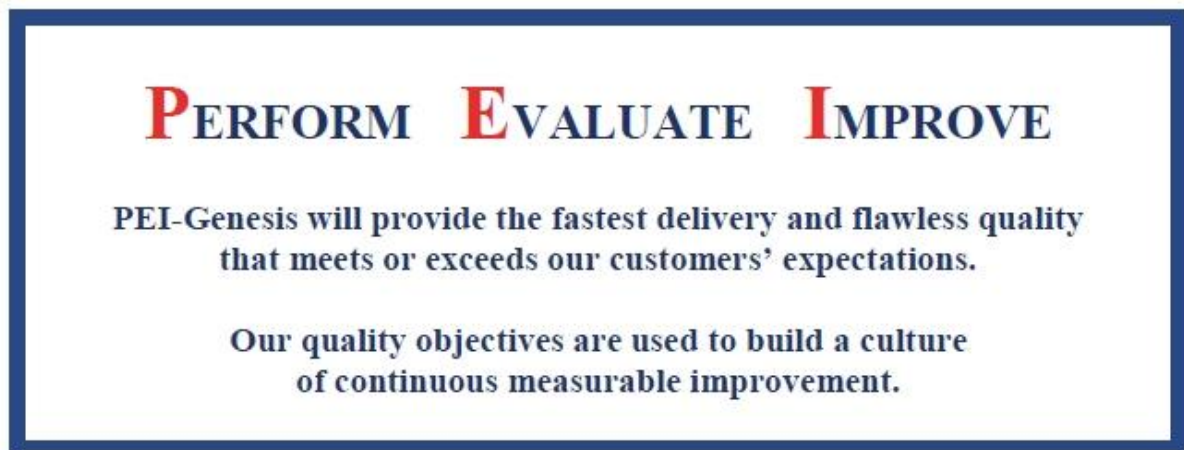 PERFORM EVALUATE IMPROVE
PEI-Genesis will provide the fastest delivery and flawless quality
that meets or exceeds our customers’ expectations.
Our quality objectives are used to build a culture
of continuous measurable improvement.